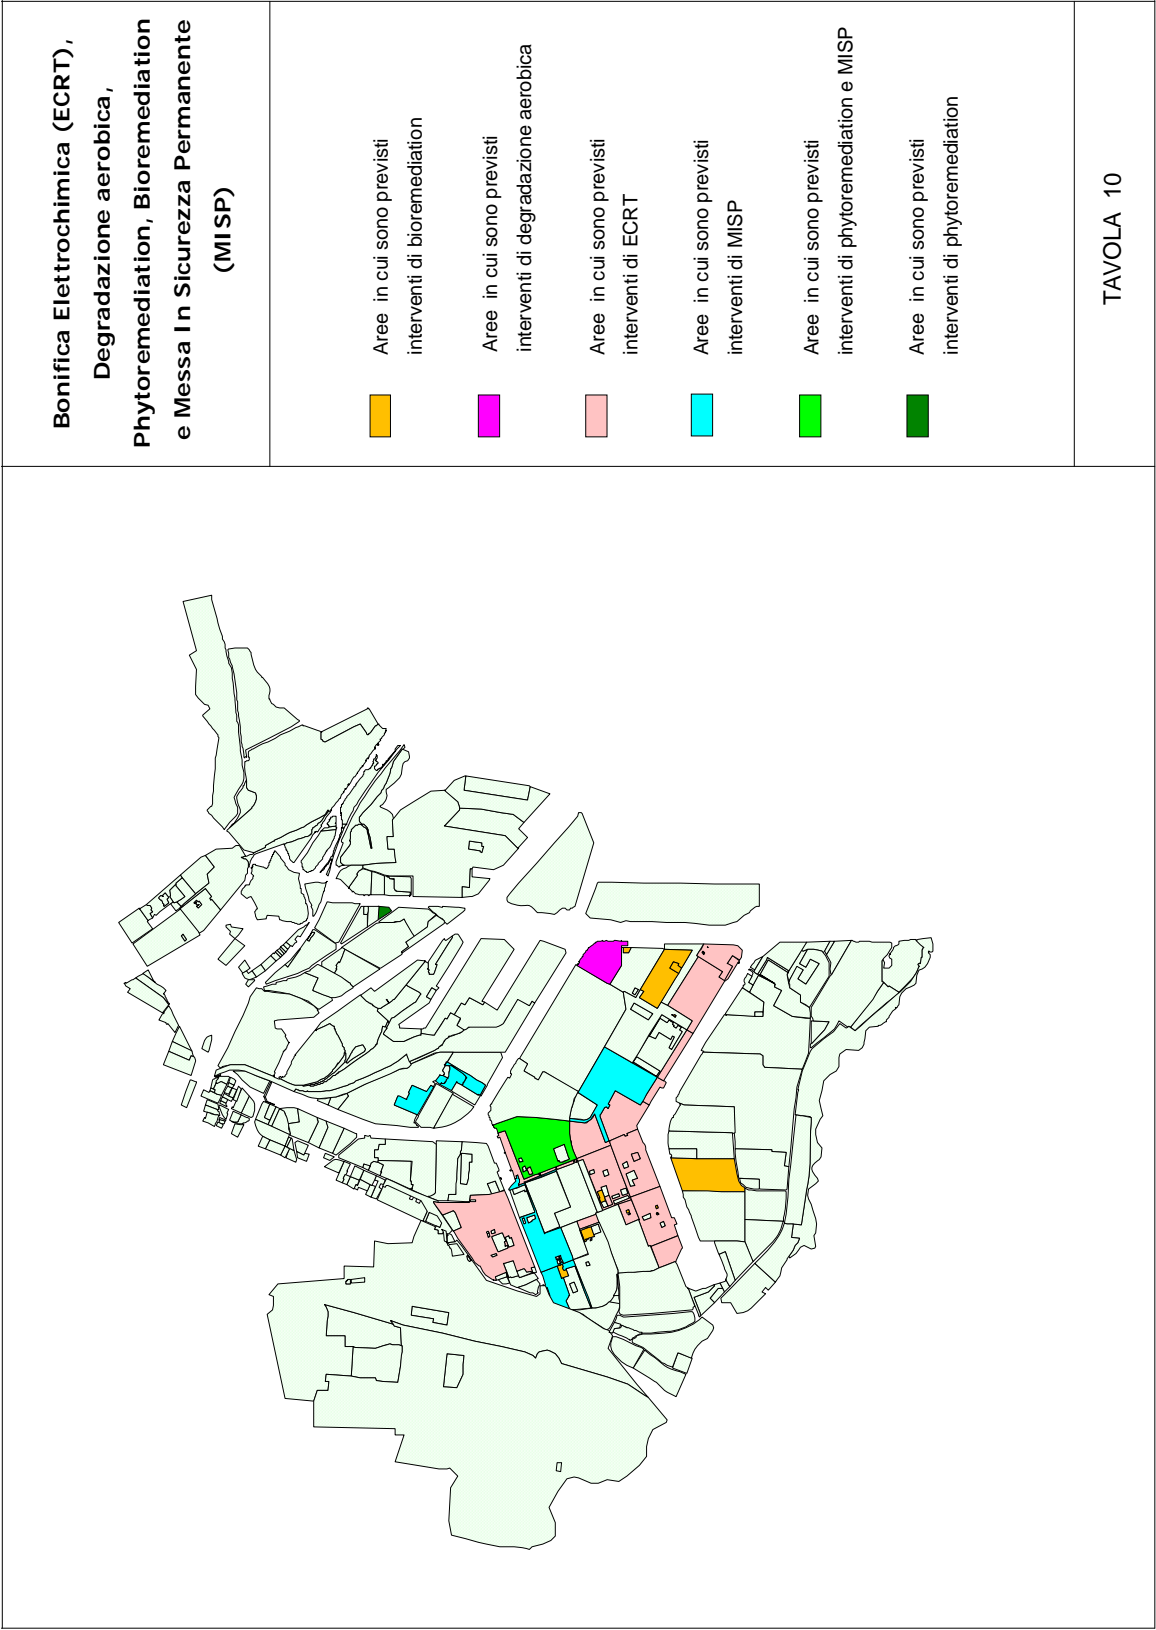 Bonifica Elettrochimica (ECRT),
Degradazione aerobica,
Phytoremediation, Bioremediation
e Messa In Sicurezza Permanente
(MISP)
Aree in cui sono previsti
interventi di bioremediation
Aree in cui sono previsti
interventi di degradazione aerobica
Aree in cui sono previsti
interventi di ECRT
Aree in cui sono previsti
interventi di MISP
Aree in cui sono previsti
interventi di phytoremediation e MISP
Aree in cui sono previsti
interventi di phytoremediation
TAVOLA 10